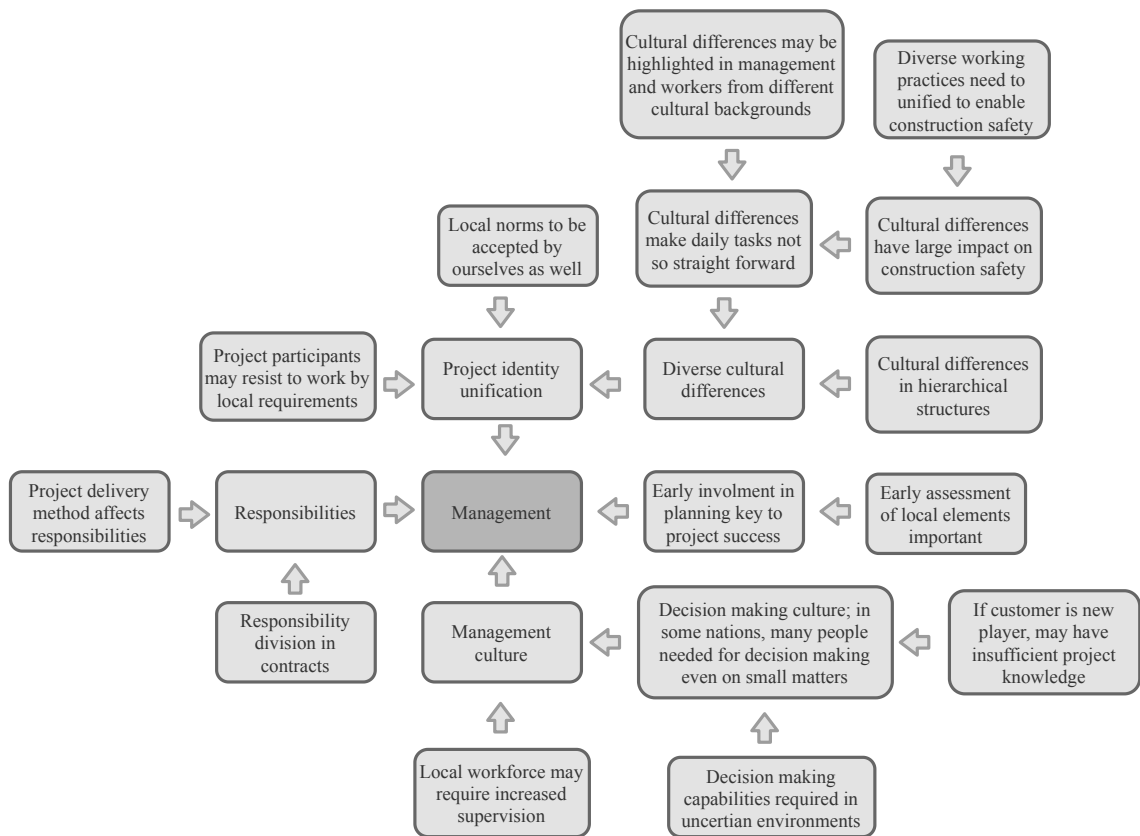 Cultural differences may be
highlighted in management
and workers from different
cultural backgrounds
Diverse working
practices need to
unified to enable
construction safety
Local norms to be
accepted by
ourselves as well
Cultural differences
make daily tasks not
so straight forward
Cultural differences
have large impact on
construction safety
Project participants
may resist to work by
local requirements
Project identity
unification
Diverse cultural
differences
Cultural differences
in hierarchical
structures
Project delivery
method affects
responsibilities
Responsibilities
Management
Early involment in
planning key to
project success
Early assessment
of local elements
important
Responsibility
division in
contracts
Management
culture
Decision making culture; in
some nations, many people
needed for decision making
even on small matters
If customer is new
player, may have
insufficient project
knowledge
Local workforce may
require increased
supervision
Decision making
capabilities required in
uncertian environments